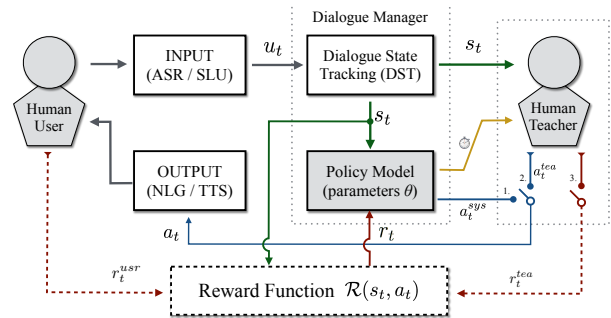 Dialogue Manager
INPUT
(ASR / SLU)
u_t
Dialogue State
Tracking (DST)
s_t
Human
User
s_t
Human
Teacher
OUTPUT
(NLG / TTS)
Policy Model
(parameters θ)
1.
2.
a_t^{tea}
3.
a_t^{sys}
a_t
r_t
r_t^{usr}
r_t^{tea}
Reward Function R(s_t, a_t)